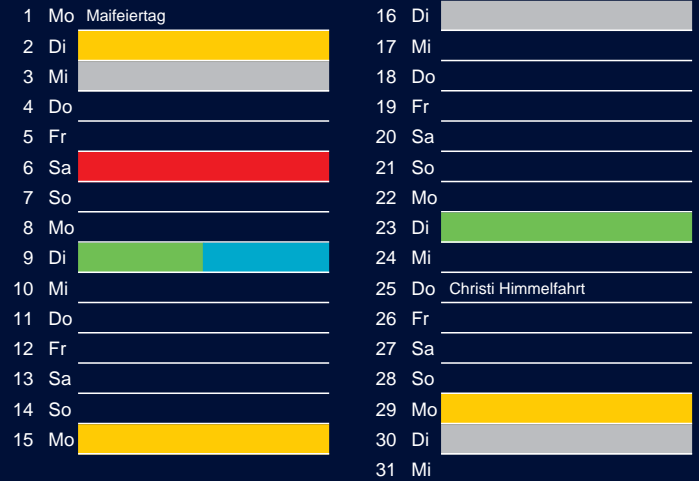 1 Mo Maifeiertag
2 Di
3 Mi
4 Do
5 Fr
6 Sa
7 So
8 Mo
9 Di
10 Mi
11 Do
12 Fr
13 Sa
14 So
15 Mo
16 Di
17 Mi
18 Do
19 Fr
20 Sa
21 So
22 Mo
23 Di
24 Mi
25 Do Christi Himmelfahrt
26 Fr
27 Sa
28 So
29 Mo
30 Di
31 Mi